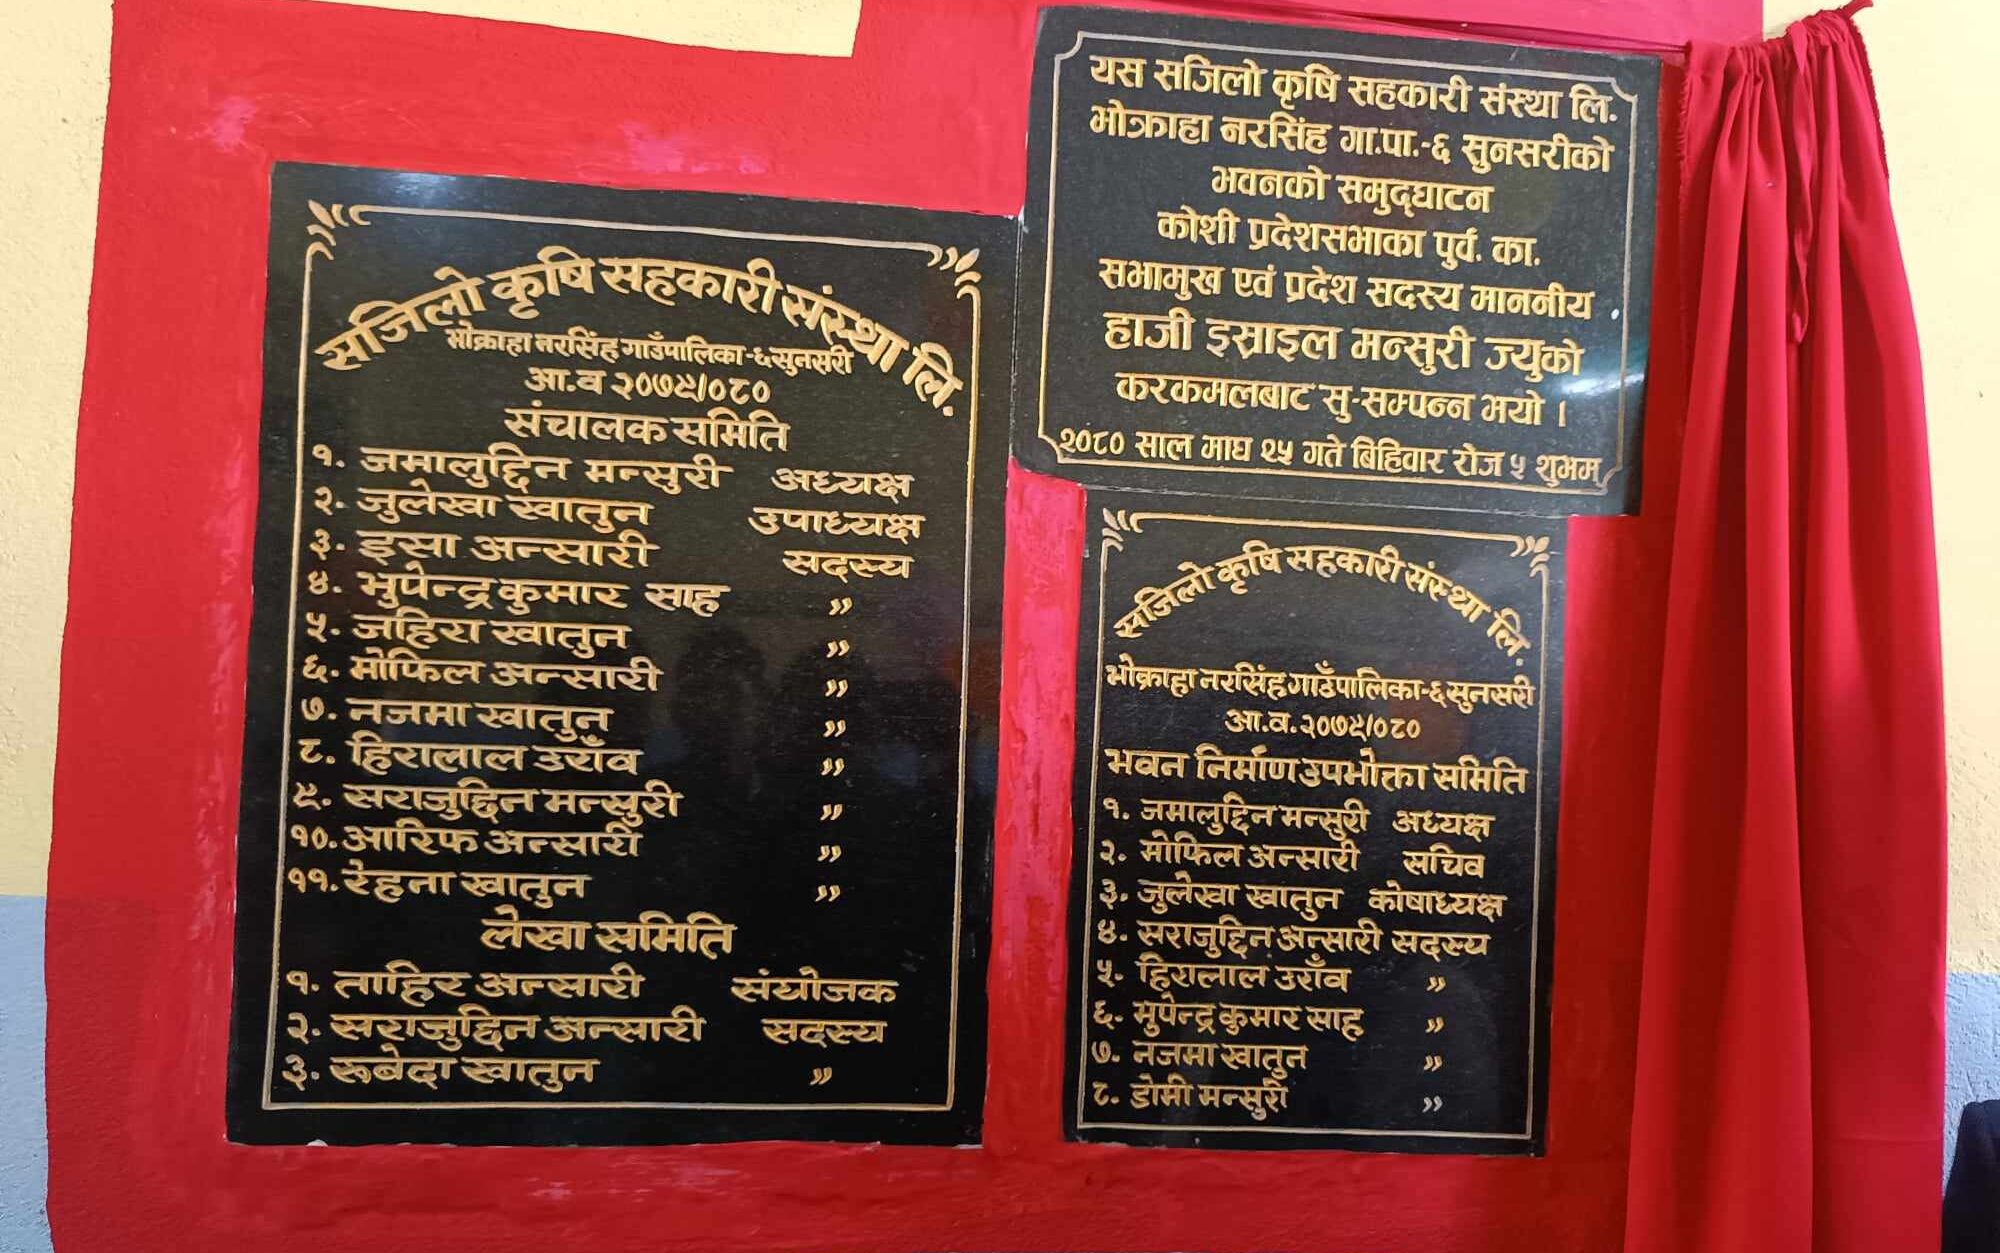 सजिलो कृषि सहकारी संस्था लि.
भोक्राहा नरसिंह गाउँपालिका-६ सुनसरी
आ.व २०७९/०८०
संचालक समिति
१. जमालुद्दिन मन्सुरी अध्यक्ष
२. जुलेखा खातुन उपाध्यक्ष
३. इसा अन्सारी सदस्य
४. भुपेन्द्र कुमार साह ,,
५. जहिरा खातुन ,,
६. मोफिल अन्सारी ,,
७. नजमा खातुन ,,
८. हिरालाल उराँव ,,
९. सराजुद्दिन मन्सुरी ,,
१०. आरिफ अन्सारी ,,
११. रेहना खातुन ,,
लेखा समिति
१. ताहिर अन्सारी संयोजक
२. सराजुद्दिन अन्सारी सदस्य
३. रूबेदा खातुन ,,
यस सजिलो कृषि सहकारी संस्था लि.
भोक्राहा नरसिंह गा.पा.-६ सुनसरीको
भवनको समुद्घाटन
कोशी प्रदेशसभाका पुर्व. का.
सभामुख एवं प्रदेश सदस्य माननीय
हाजी इस्राइल मन्सुरी ज्युको
करकमलबाट सु-सम्पन्न भयो ।
२०८० साल माघ २५ गते बिहिवार रोज ५ शुभम्
सजिलो कृषि सहकारी संस्था लि.
भोक्राहा नरसिंह गाउँपालिका-६ सुनसरी
आ.व. २०७९/०८०
भवन निर्माण उपभोक्ता समिति
१. जमालुद्दिन मन्सुरी अध्यक्ष
२. मोफिल अन्सारी सचिव
३. जुलेखा खातुन कोषाध्यक्ष
४. सराजुद्दिन अन्सारी सदस्य
५. हिरालाल उराँव ,,
६. भुपेन्द्र कुमार साह ,,
७. नजमा खातुन ,,
८. डोमी मन्सुरी ,,